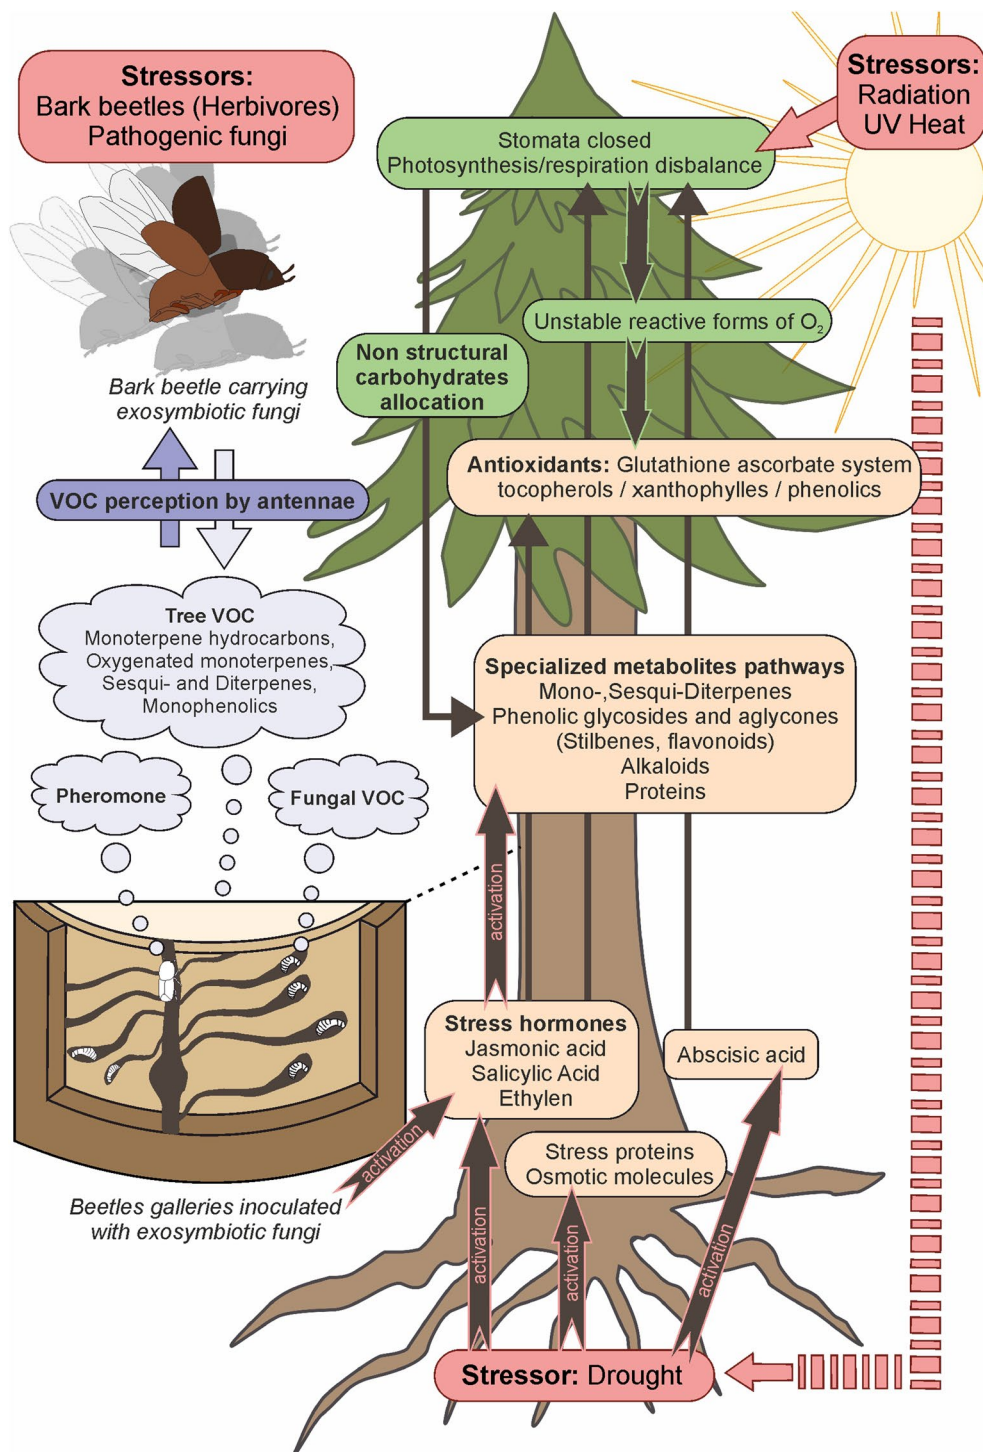 Stressors:
Bark beetles (Herbivores)
Pathogenic fungi
Stressors:
Radiation
UV Heat
Stomata closed
Photosynthesis/respiration disbalance
Unstable reactive forms of O₂
Non structural
carbohydrates
allocation
Bark beetle carrying
exosymbiotic fungi
Antioxidants: Glutathione ascorbate system
tocopherols / xanthophylles / phenolics
VOC perception by antennae
Tree VOC
Monoterpene hydrocarbons,
Oxygenated monoterpenes,
Sesqui- and Diterpenes,
Monophenolics
Specialized metabolites pathways
Mono-,Sesqui-Diterpenes
Phenolic glycosides and aglycones
(Stilbenes, flavonoids)
Alkaloids
Proteins
Pheromone
Fungal VOC
activation
Stress hormones
Jasmonic acid
Salicylic Acid
Ethylen
Abscisic acid
activation
Stress proteins
Osmotic molecules
Beetles galleries inoculated
with exosymbiotic fungi
activation
activation
activation
Stressor: Drought